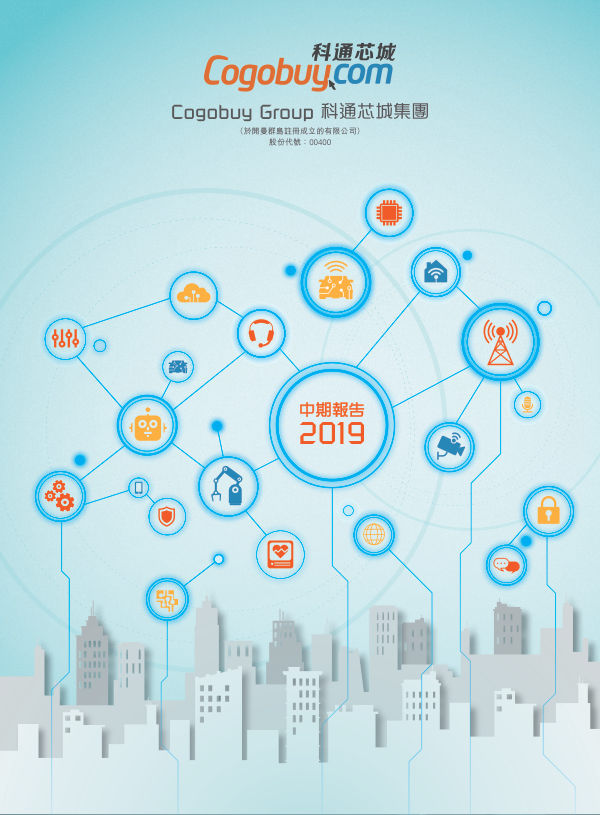 科通芯城
Cogobuy.com
Cogobuy Group 科通芯城集團
（於開曼群島註冊成立的有限公司）
股份代號：00400
中期報告
2019